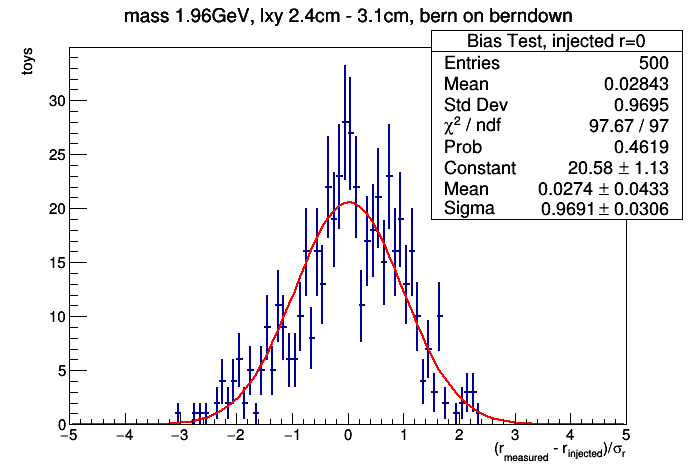 mass 1.96GeV, lxy 2.4cm - 3.1cm, bern on berndown
Bias Test, injected r=0
Entries 500
Mean 0.02843
Std Dev 0.9695
χ² / ndf 97.67 / 97
Prob 0.4619
Constant 20.58 ± 1.13
Mean 0.0274 ± 0.0433
Sigma 0.9691 ± 0.0306
toys
30
25
20
15
10
5
0
−5 −4 −3 −2 −1 0 1 2 3 4 5
(r_measured - r_injected)/σ_r